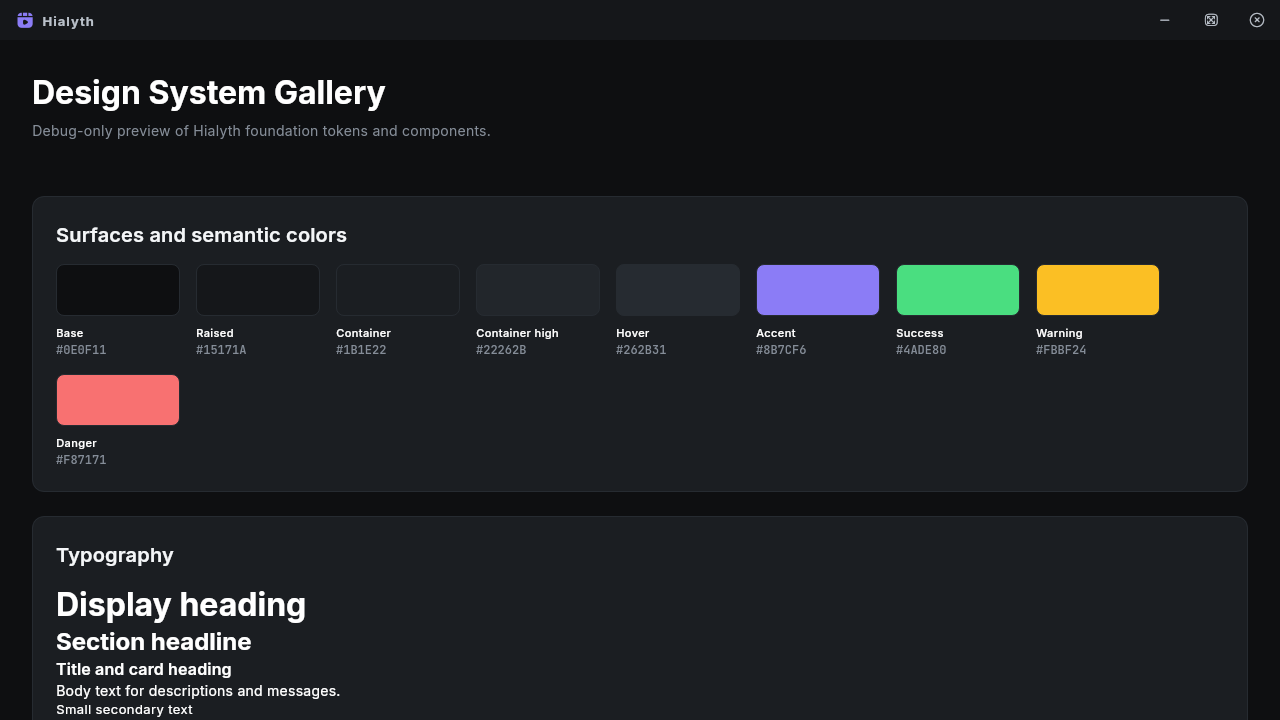 Hialyth
Design System Gallery
Debug-only preview of Hialyth foundation tokens and components.
Surfaces and semantic colors
Base
#0E0F11
Raised
#15171A
Container
#1B1E22
Container high
#22262B
Hover
#262B31
Accent
#8B7CF6
Success
#4ADE80
Warning
#FBBF24
Danger
#F87171
Typography
Display heading
Section headline
Title and card heading
Body text for descriptions and messages.
Small secondary text